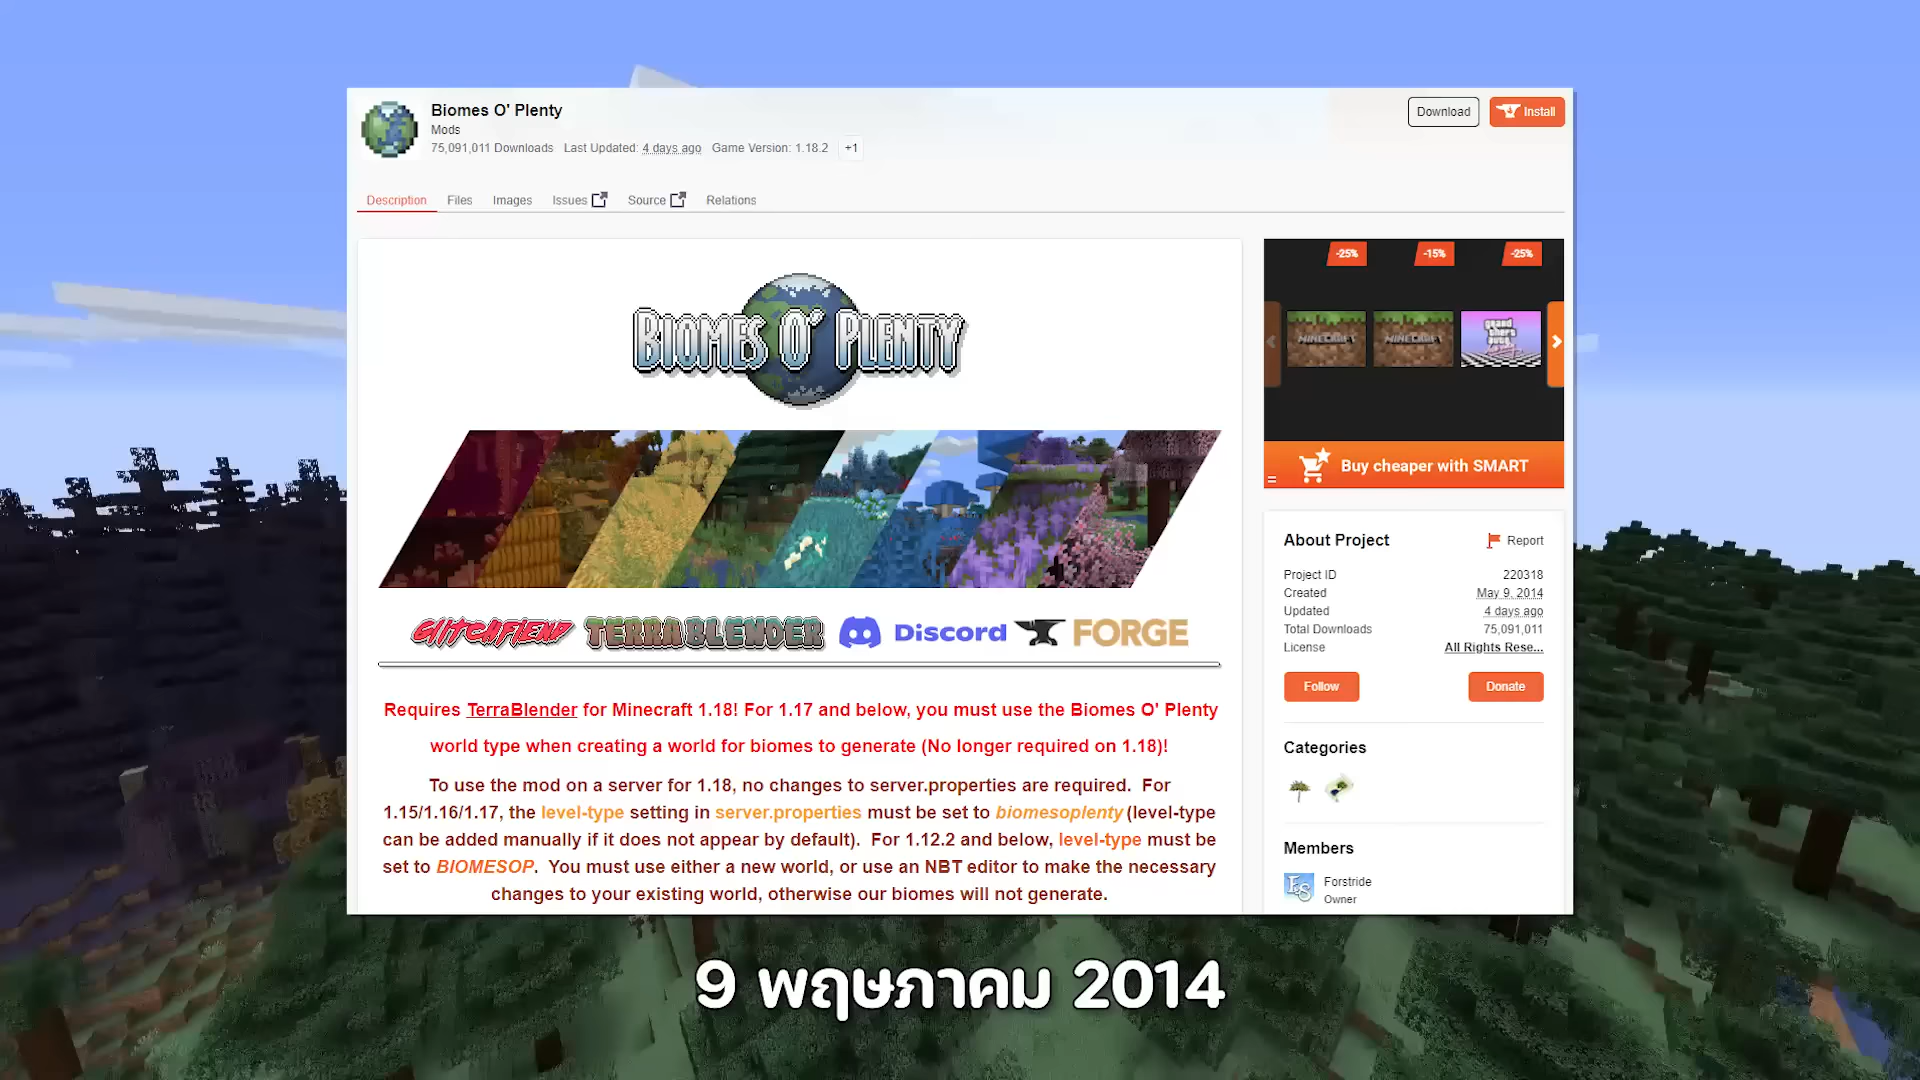 Biomes O' Plenty
Mods
75,091,011 Downloads Last Updated: 4 days ago Game Version: 1.18.2 +1
Download Install
Description Files Images Issues Source Relations
BIOMES O' PLENTY
-25% -15% -25%
MINECRAFT MINECRAFT grand theft auto
Buy cheaper with SMART
GLITCHFIEND TERRABLENDER Discord FORGE
Requires TerraBlender for Minecraft 1.18! For 1.17 and below, you must use the Biomes O' Plenty
world type when creating a world for biomes to generate (No longer required on 1.18)!
To use the mod on a server for 1.18, no changes to server.properties are required. For
1.15/1.16/1.17, the level-type setting in server.properties must be set to biomesoplenty (level-type
can be added manually if it does not appear by default). For 1.12.2 and below, level-type must be
set to BIOMESOP. You must use either a new world, or use an NBT editor to make the necessary
changes to your existing world, otherwise our biomes will not generate.
About Project Report
Project ID 220318
Created May 9, 2014
Updated 4 days ago
Total Downloads 75,091,011
License All Rights Rese...
Follow Donate
Categories
Members
FS
Forstride
Owner
9 พฤษภาคม 2014